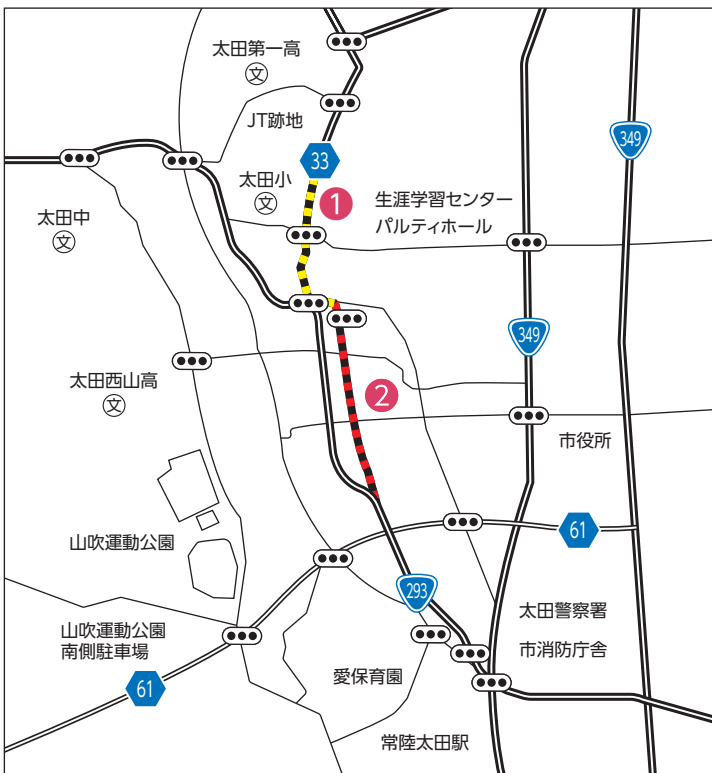 太田第一高
文
JT跡地
349
33
太田小
文
1
生涯学習センター
パルティホール
太田中
文
349
太田西山高
文
2
市役所
山吹運動公園
61
293
太田警察署
山吹運動公園
南側駐車場
市消防庁舎
愛保育園
61
常陸太田駅